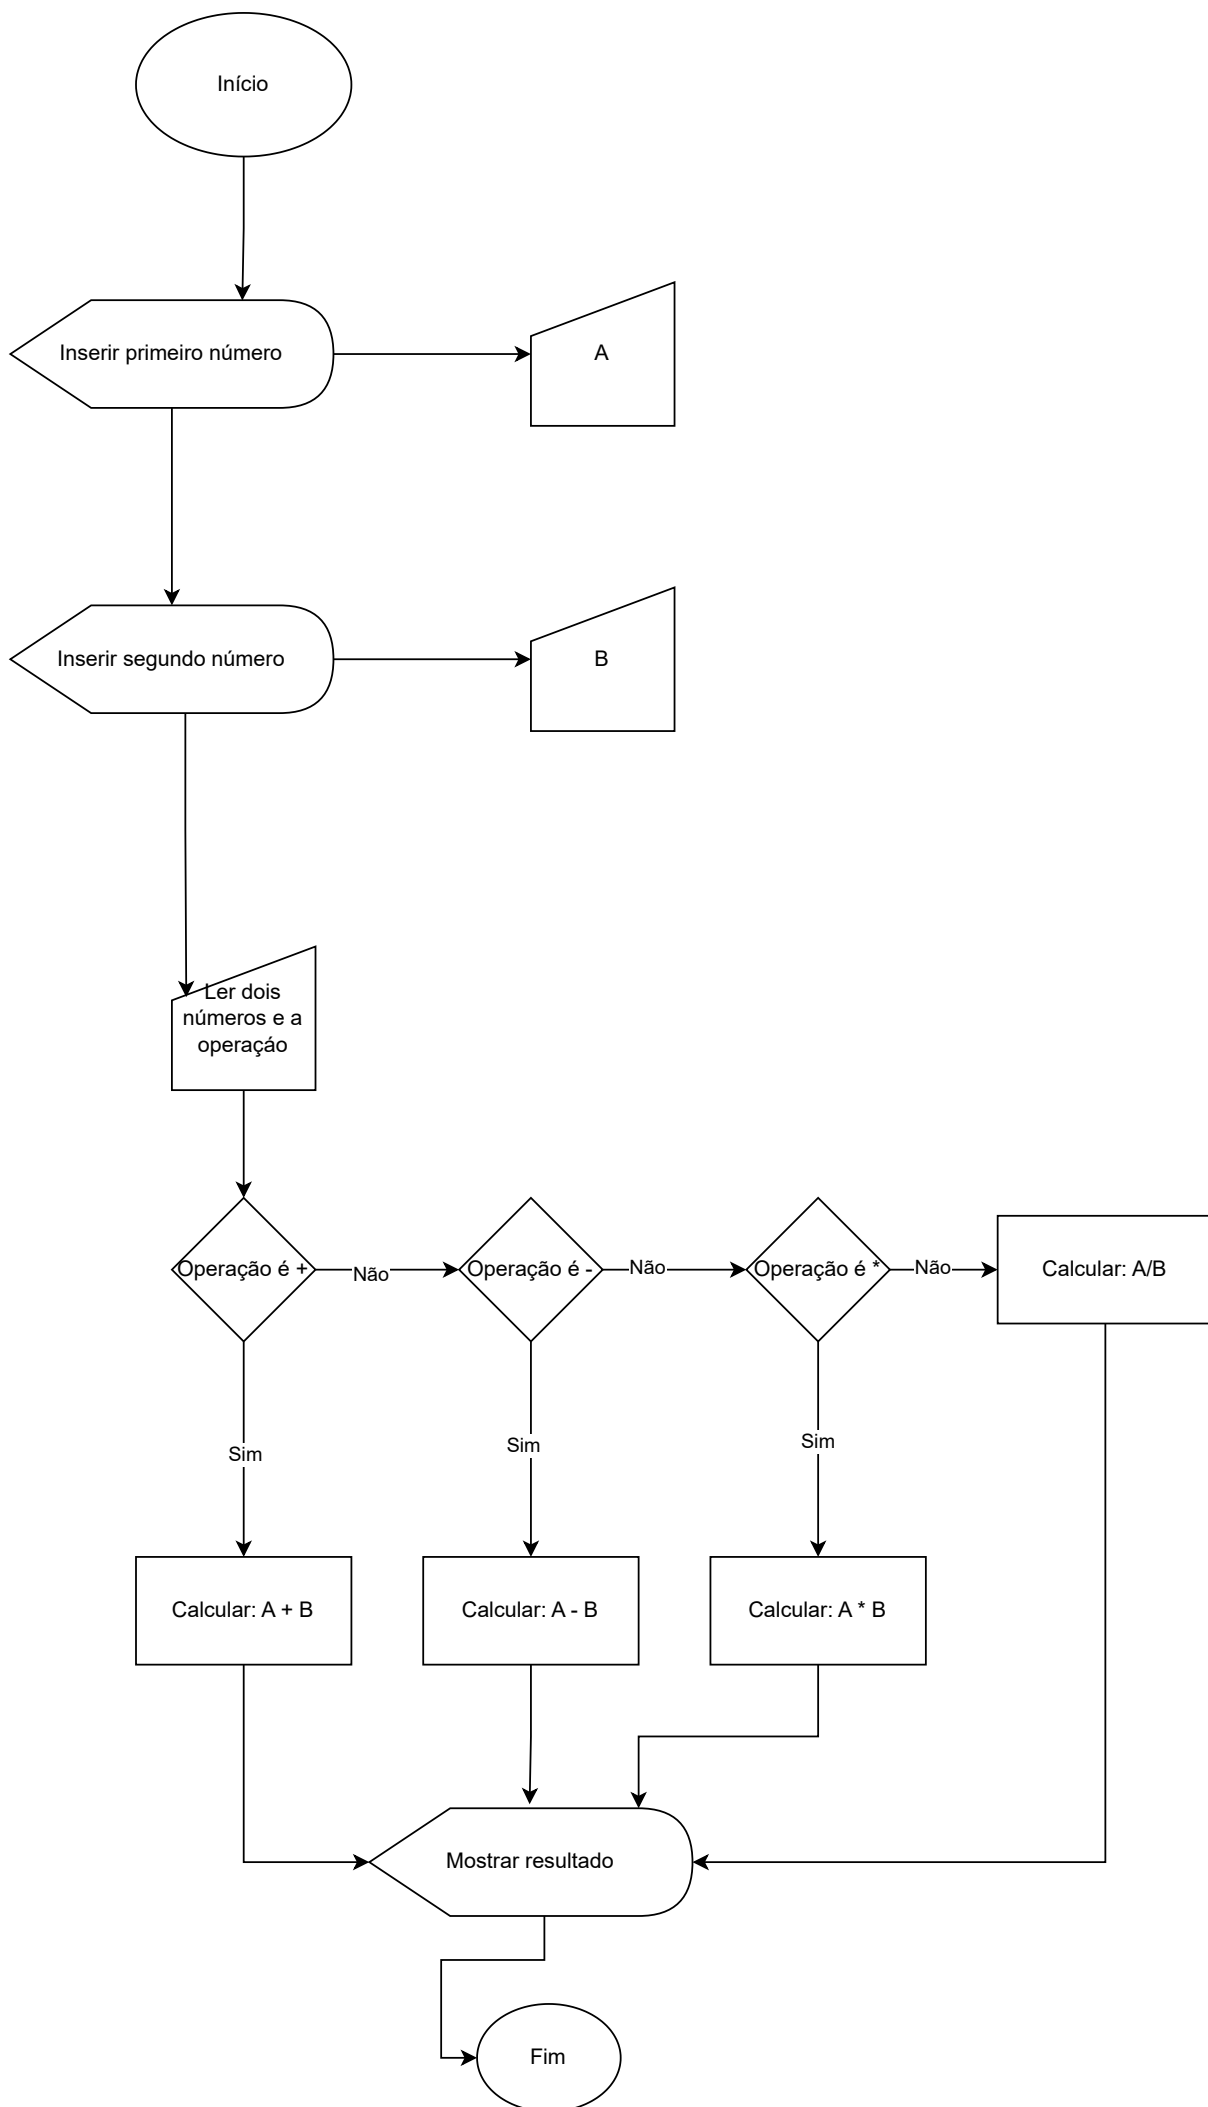 Início
Inserir primeiro número
A
Inserir segundo número
B
Ler dois
números e a
operaçáo
Operação é +
Não
Operação é -
Não
Operação é *
Não
Calcular: A/B
Sim
Sim
Sim
Calcular: A + B
Calcular: A - B
Calcular: A * B
Mostrar resultado
Fim